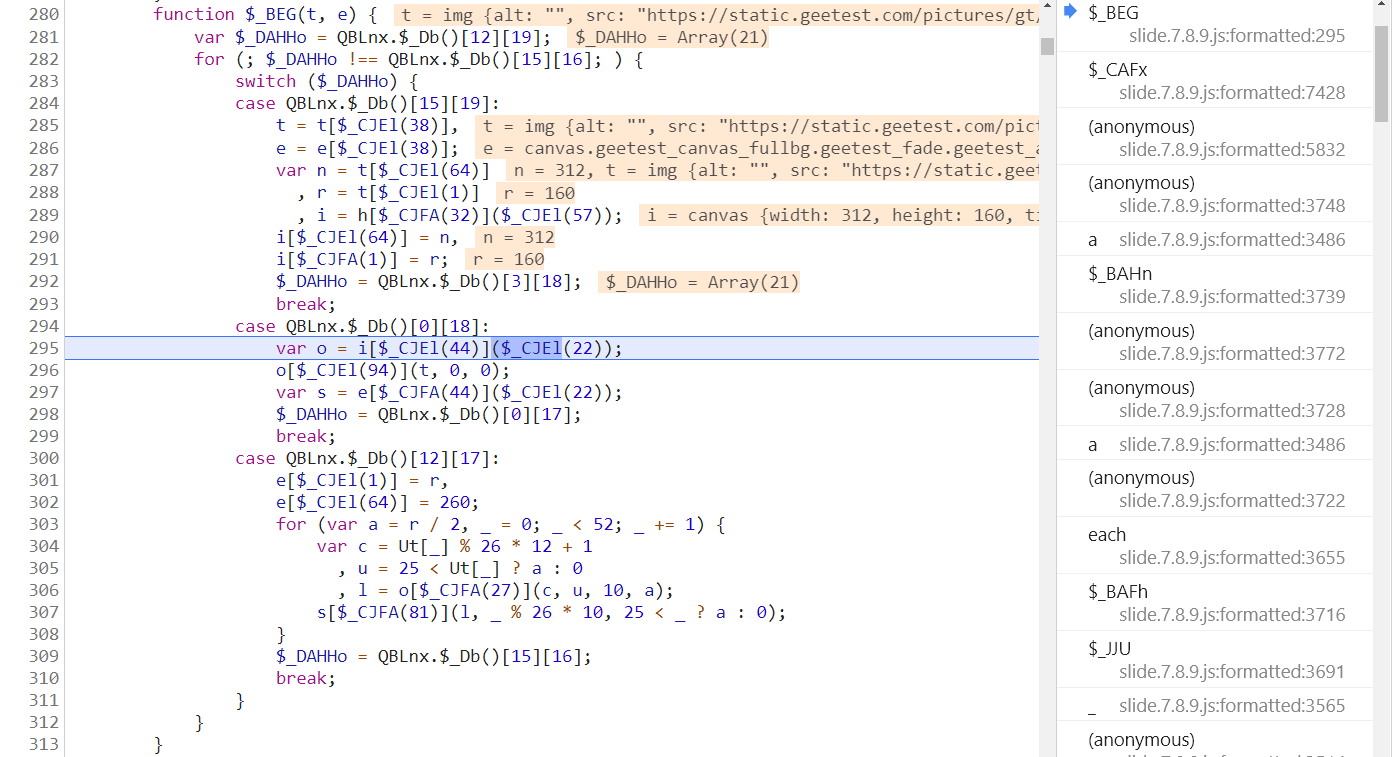 280 function $_BEG(t, e) { t = img {alt: "", src: "https://static.geetest.com/pictures/gt/
281 var $_DAHHo = QBLnx.$_Db()[12][19]; $_DAHHo = Array(21)
282 for (; $_DAHHo !== QBLnx.$_Db()[15][16]; ) {
283 switch ($_DAHHo) {
284 case QBLnx.$_Db()[15][19]:
285 t = t[$_CJEl(38)], t = img {alt: "", src: "https://static.geetest.com/pict
286 e = e[$_CJEl(38)]; e = canvas.geetest_canvas_fullbg.geetest_fade.geetest_a
287 var n = t[$_CJEl(64)] n = 312, t = img {alt: "", src: "https://static.geet
288 , r = t[$_CJEl(1)] r = 160
289 , i = h[$_CJFA(32)]($_CJEl(57)); i = canvas {width: 312, height: 160, ti
290 i[$_CJEl(64)] = n, n = 312
291 i[$_CJFA(1)] = r; r = 160
292 $_DAHHo = QBLnx.$_Db()[3][18]; $_DAHHo = Array(21)
293 break;
294 case QBLnx.$_Db()[0][18]:
295 var o = i[$_CJEl(44)]($_CJEl(22));
296 o[$_CJEl(94)](t, 0, 0);
297 var s = e[$_CJFA(44)]($_CJEl(22));
298 $_DAHHo = QBLnx.$_Db()[0][17];
299 break;
300 case QBLnx.$_Db()[12][17]:
301 e[$_CJEl(1)] = r,
302 e[$_CJEl(64)] = 260;
303 for (var a = r / 2, _ = 0; _ < 52; _ += 1) {
304 var c = Ut[_] % 26 * 12 + 1
305 , u = 25 < Ut[_] ? a : 0
306 , l = o[$_CJFA(27)](c, u, 10, a);
307 s[$_CJFA(81)](l, _ % 26 * 10, 25 < _ ? a : 0);
308 }
309 $_DAHHo = QBLnx.$_Db()[15][16];
310 break;
311 }
312 }
313 }
$_BEG
slide.7.8.9.js:formatted:295
$_CAFx
slide.7.8.9.js:formatted:7428
(anonymous)
slide.7.8.9.js:formatted:5832
(anonymous)
slide.7.8.9.js:formatted:3748
a slide.7.8.9.js:formatted:3486
$_BAHn
slide.7.8.9.js:formatted:3739
(anonymous)
slide.7.8.9.js:formatted:3772
(anonymous)
slide.7.8.9.js:formatted:3728
a slide.7.8.9.js:formatted:3486
(anonymous)
slide.7.8.9.js:formatted:3722
each
slide.7.8.9.js:formatted:3655
$_BAFh
slide.7.8.9.js:formatted:3716
$_JJU
slide.7.8.9.js:formatted:3691
_ slide.7.8.9.js:formatted:3565
(anonymous)